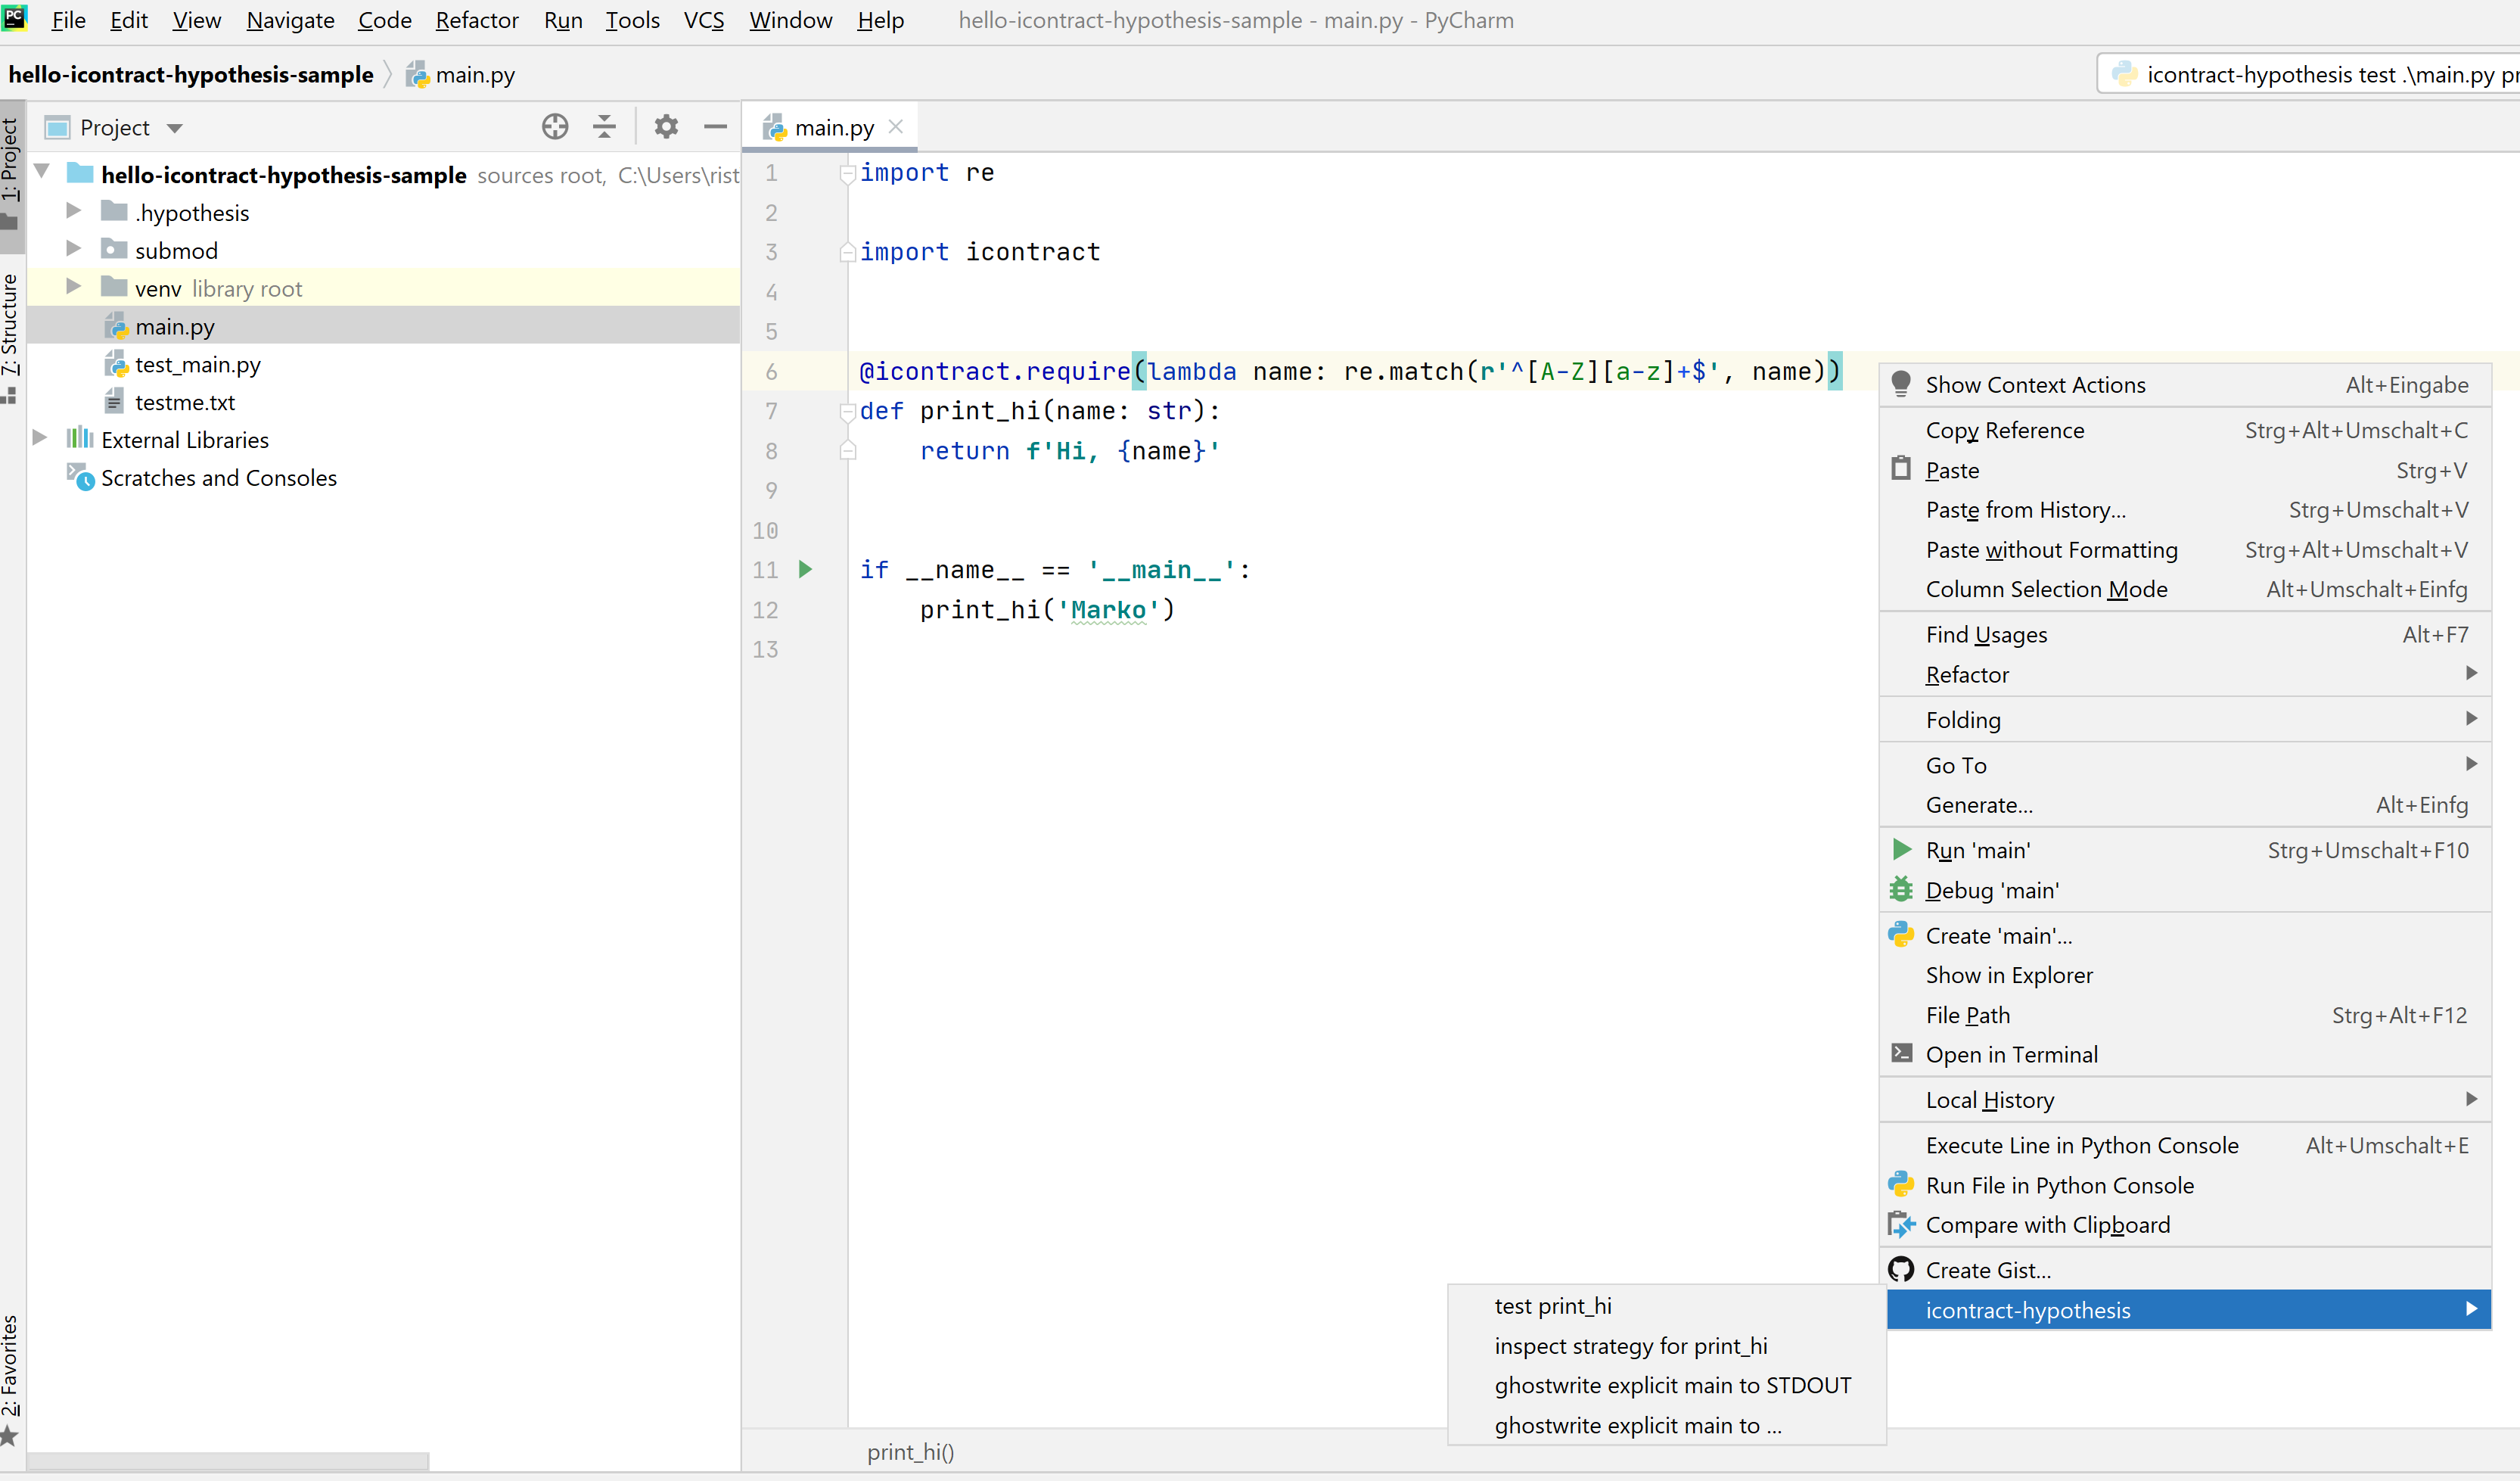 PC File Edit View Navigate Code Refactor Run Tools VCS Window Help hello-icontract-hypothesis-sample - main.py - PyCharm
hello-icontract-hypothesis-sample main.py
icontract-hypothesis test .\main.py
1: Project
7: Structure
2: Favorites
Project
hello-icontract-hypothesis-sample sources root, C:\Users\rist
.hypothesis
submod
venv library root
main.py
test_main.py
testme.txt
External Libraries
Scratches and Consoles
main.py
1 import re
2
3 import icontract
4
5
6 @icontract.require(lambda name: re.match(r'^[A-Z][a-z]+$', name))
7 def print_hi(name: str):
8 return f'Hi, {name}'
9
10
11 if __name__ == '__main__':
12 print_hi('Marko')
13
print_hi()
Show Context Actions Alt+Eingabe
Copy Reference Strg+Alt+Umschalt+C
Paste Strg+V
Paste from History... Strg+Umschalt+V
Paste without Formatting Strg+Alt+Umschalt+V
Column Selection Mode Alt+Umschalt+Einfg
Find Usages Alt+F7
Refactor
Folding
Go To
Generate... Alt+Einfg
Run 'main' Strg+Umschalt+F10
Debug 'main'
Create 'main'...
Show in Explorer
File Path Strg+Alt+F12
Open in Terminal
Local History
Execute Line in Python Console Alt+Umschalt+E
Run File in Python Console
Compare with Clipboard
Create Gist...
icontract-hypothesis
test print_hi
inspect strategy for print_hi
ghostwrite explicit main to STDOUT
ghostwrite explicit main to ...